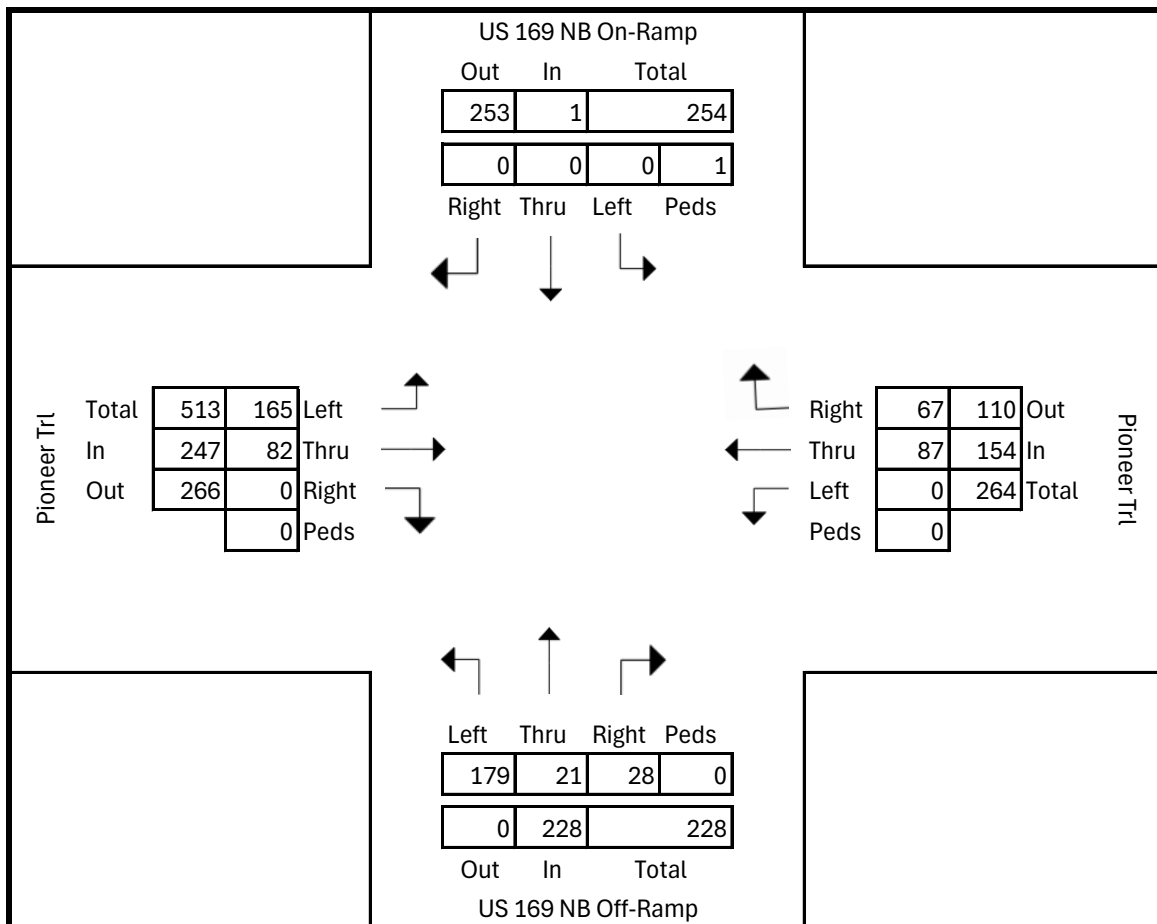 US 169 NB On-Ramp
Out In Total
253 1 254
0 0 0 1
Right Thru Left Peds
Pioneer Trl
Total 513 165 Left
In 247 82 Thru
Out 266 0 Right
0 Peds
Right 67 110 Out
Thru 87 154 In
Left 0 264 Total
Peds 0
Pioneer Trl
Left Thru Right Peds
179 21 28 0
0 228 228
Out In Total
US 169 NB Off-Ramp